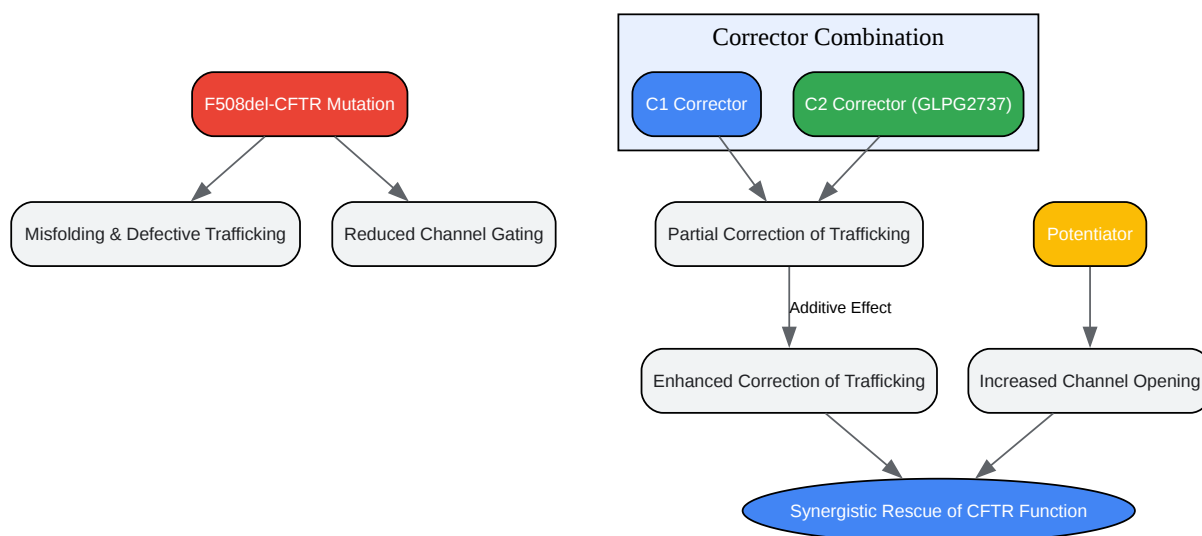 Corrector Combination
F508del-CFTR Mutation
C1 Corrector
C2 Corrector (GLPG2737)
Misfolding & Defective Trafficking
Reduced Channel Gating
Partial Correction of Trafficking
Potentiator
Additive Effect
Enhanced Correction of Trafficking
Increased Channel Opening
Synergistic Rescue of CFTR Function